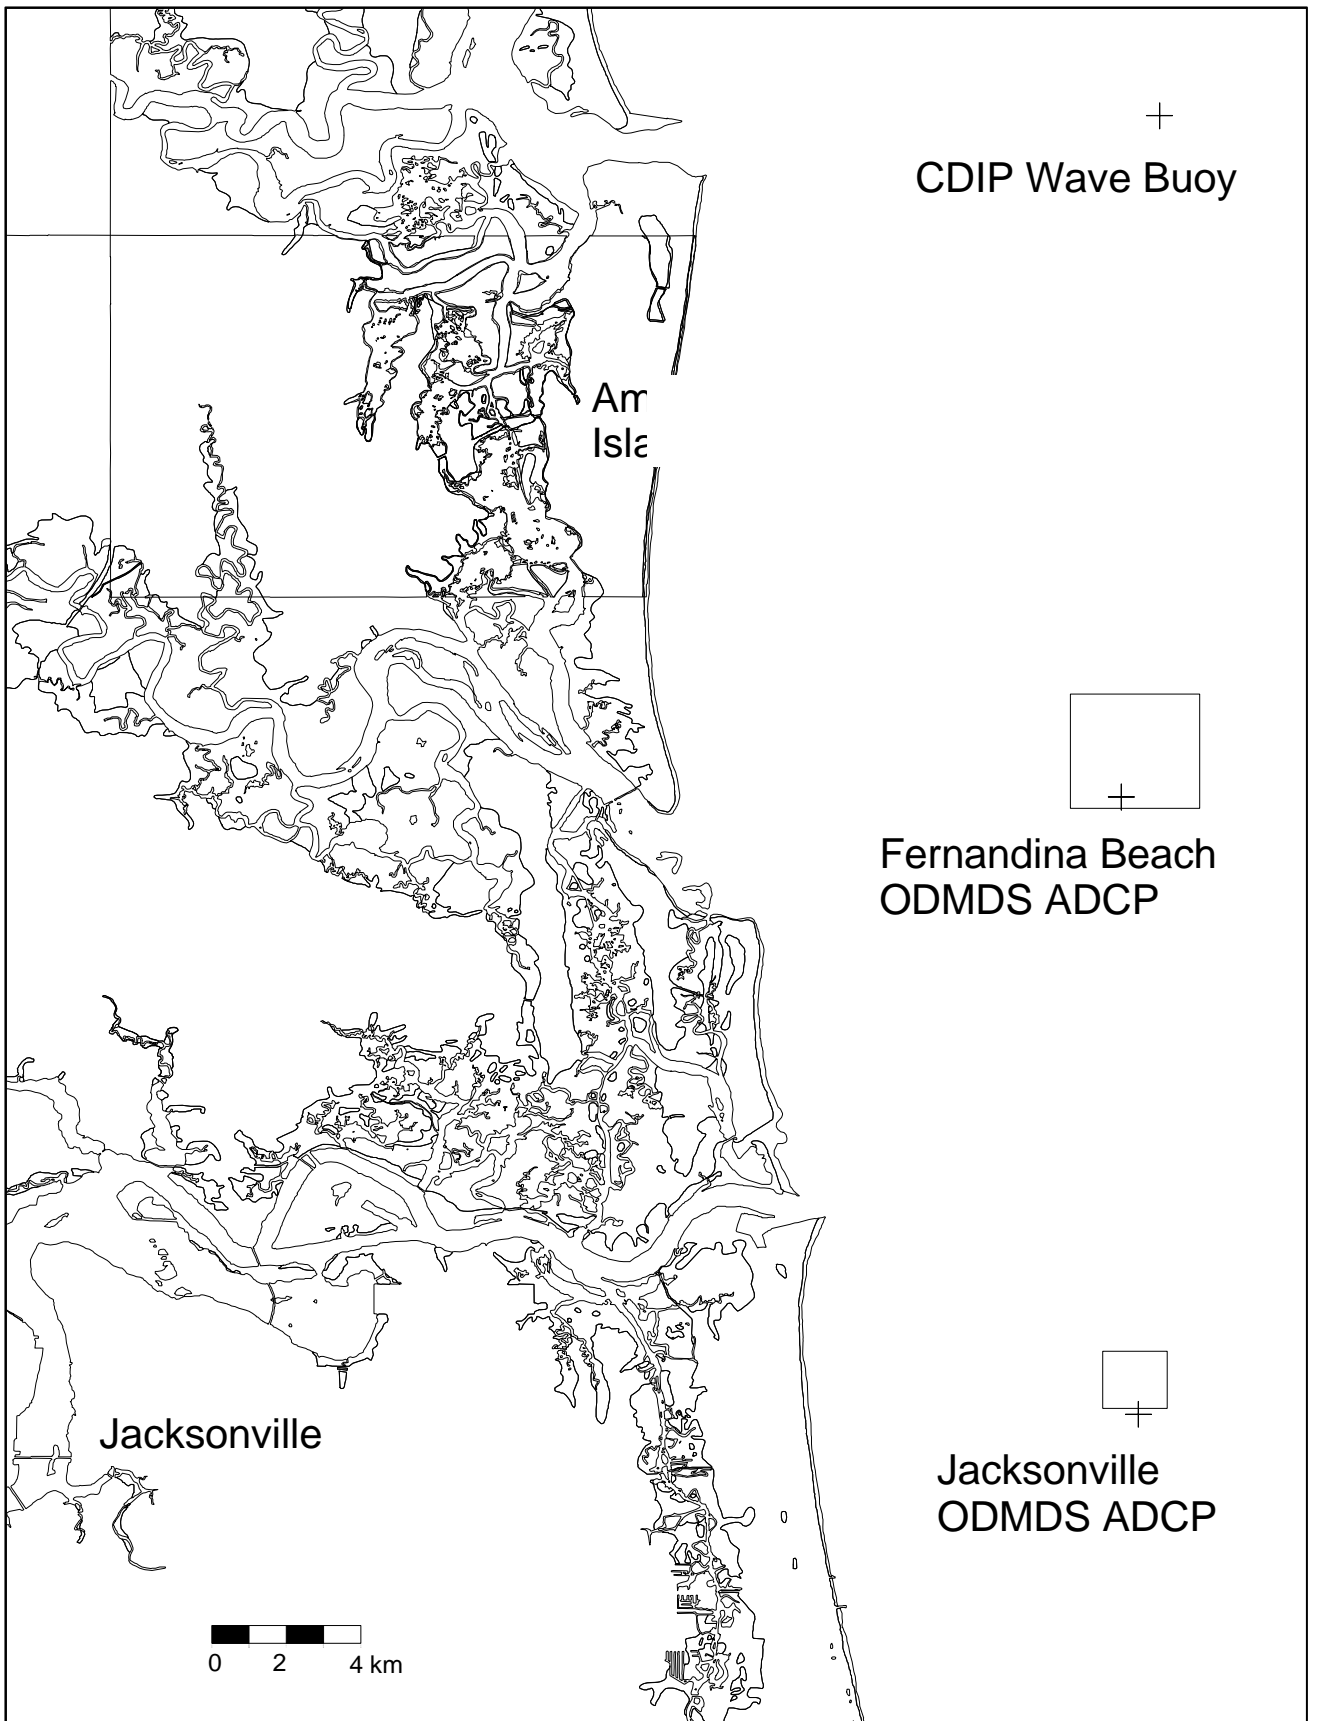 CDIP Wave Buoy
Am
Isla
Fernandina Beach
ODMDS ADCP
Jacksonville
Jacksonville
ODMDS ADCP
0 2 4 km